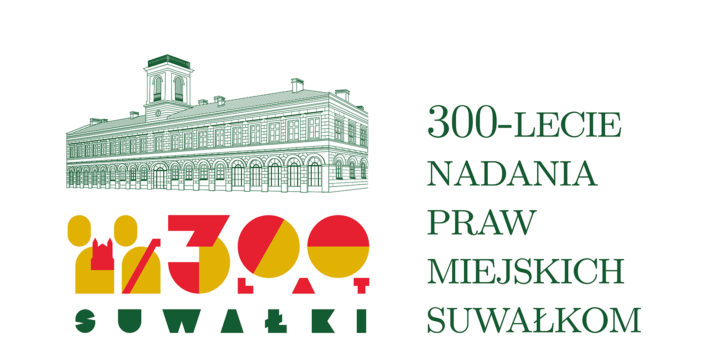 300
LAT
SUWAŁKI
300-LECIE
NADANIA
PRAW
MIEJSKICH
SUWAŁKOM